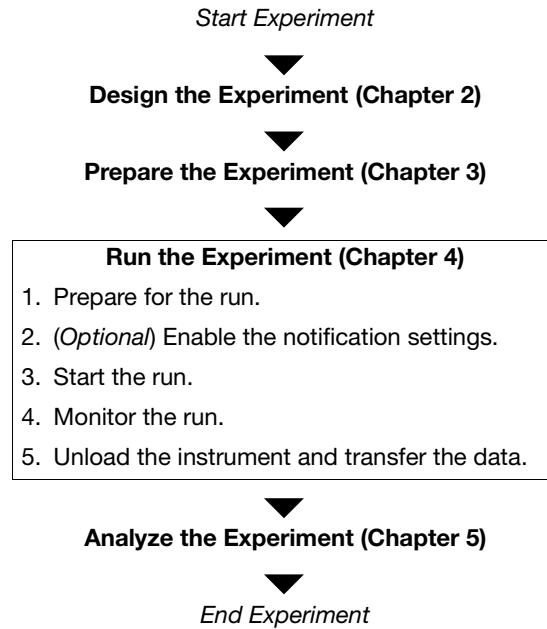 Start Experiment
Design the Experiment (Chapter 2)
Prepare the Experiment (Chapter 3)
Run the Experiment (Chapter 4)
1. Prepare for the run.
2. (Optional) Enable the notification settings.
3. Start the run.
4. Monitor the run.
5. Unload the instrument and transfer the data.
Analyze the Experiment (Chapter 5)
End Experiment